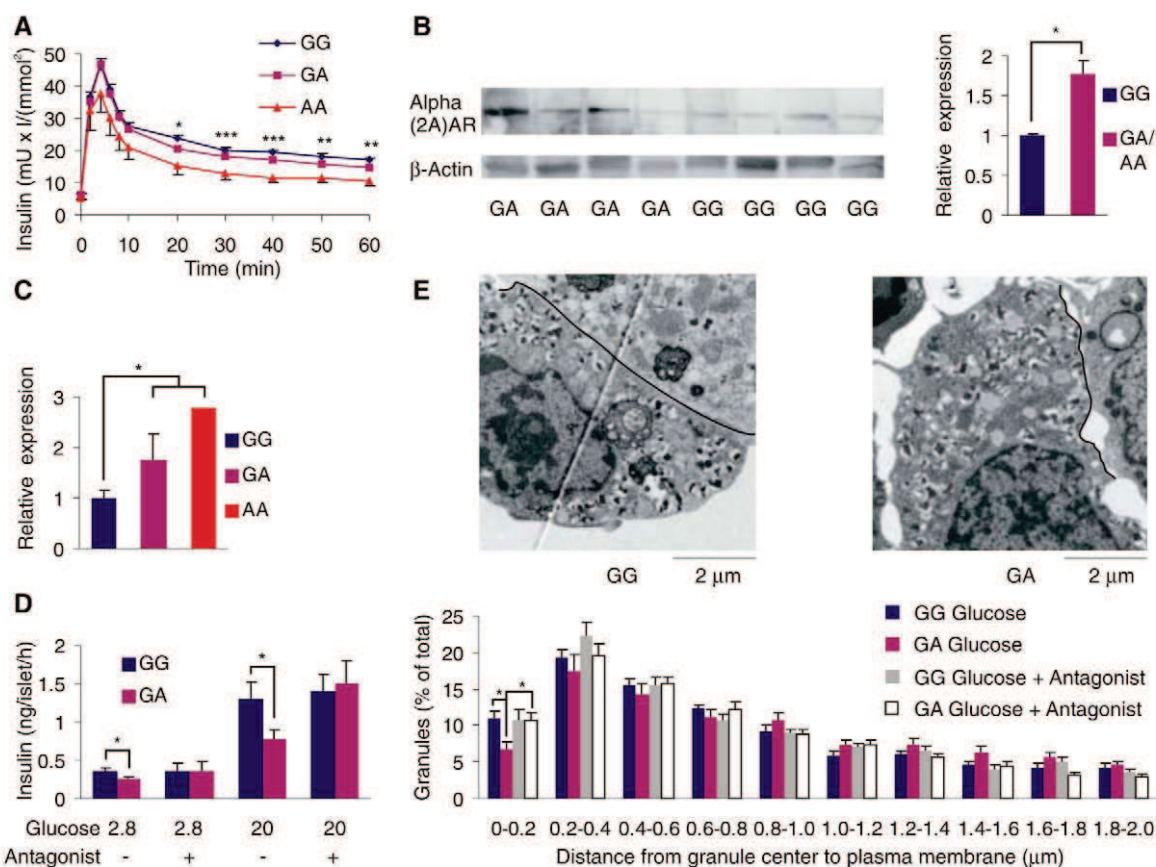 A
Insulin (mU x l/(mmol²)
50
40
30
20
10
0
GG
GA
AA
* *** *** ** **
0 10 20 30 40 50 60
Time (min)
B
Alpha
(2A)AR
β-Actin
GA GA GA GA GG GG GG GG
Relative expression
2
1.5
1
0.5
0
*
GG
GA/
AA
C
Relative expression
3
2
1
0
*
GG
GA
AA
D
Insulin (ng/islet/h)
2
1.5
1
0.5
0
GG
GA
* *
Glucose 2.8 2.8 20 20
Antagonist - + - +
E
GG 2 μm
GA 2 μm
Granules (% of total)
25
20
15
10
5
0
* *
GG Glucose
GA Glucose
GG Glucose + Antagonist
GA Glucose + Antagonist
0-0.2 0.2-0.4 0.4-0.6 0.6-0.8 0.8-1.0 1.0-1.2 1.2-1.4 1.4-1.6 1.6-1.8 1.8-2.0
Distance from granule center to plasma membrane (μm)